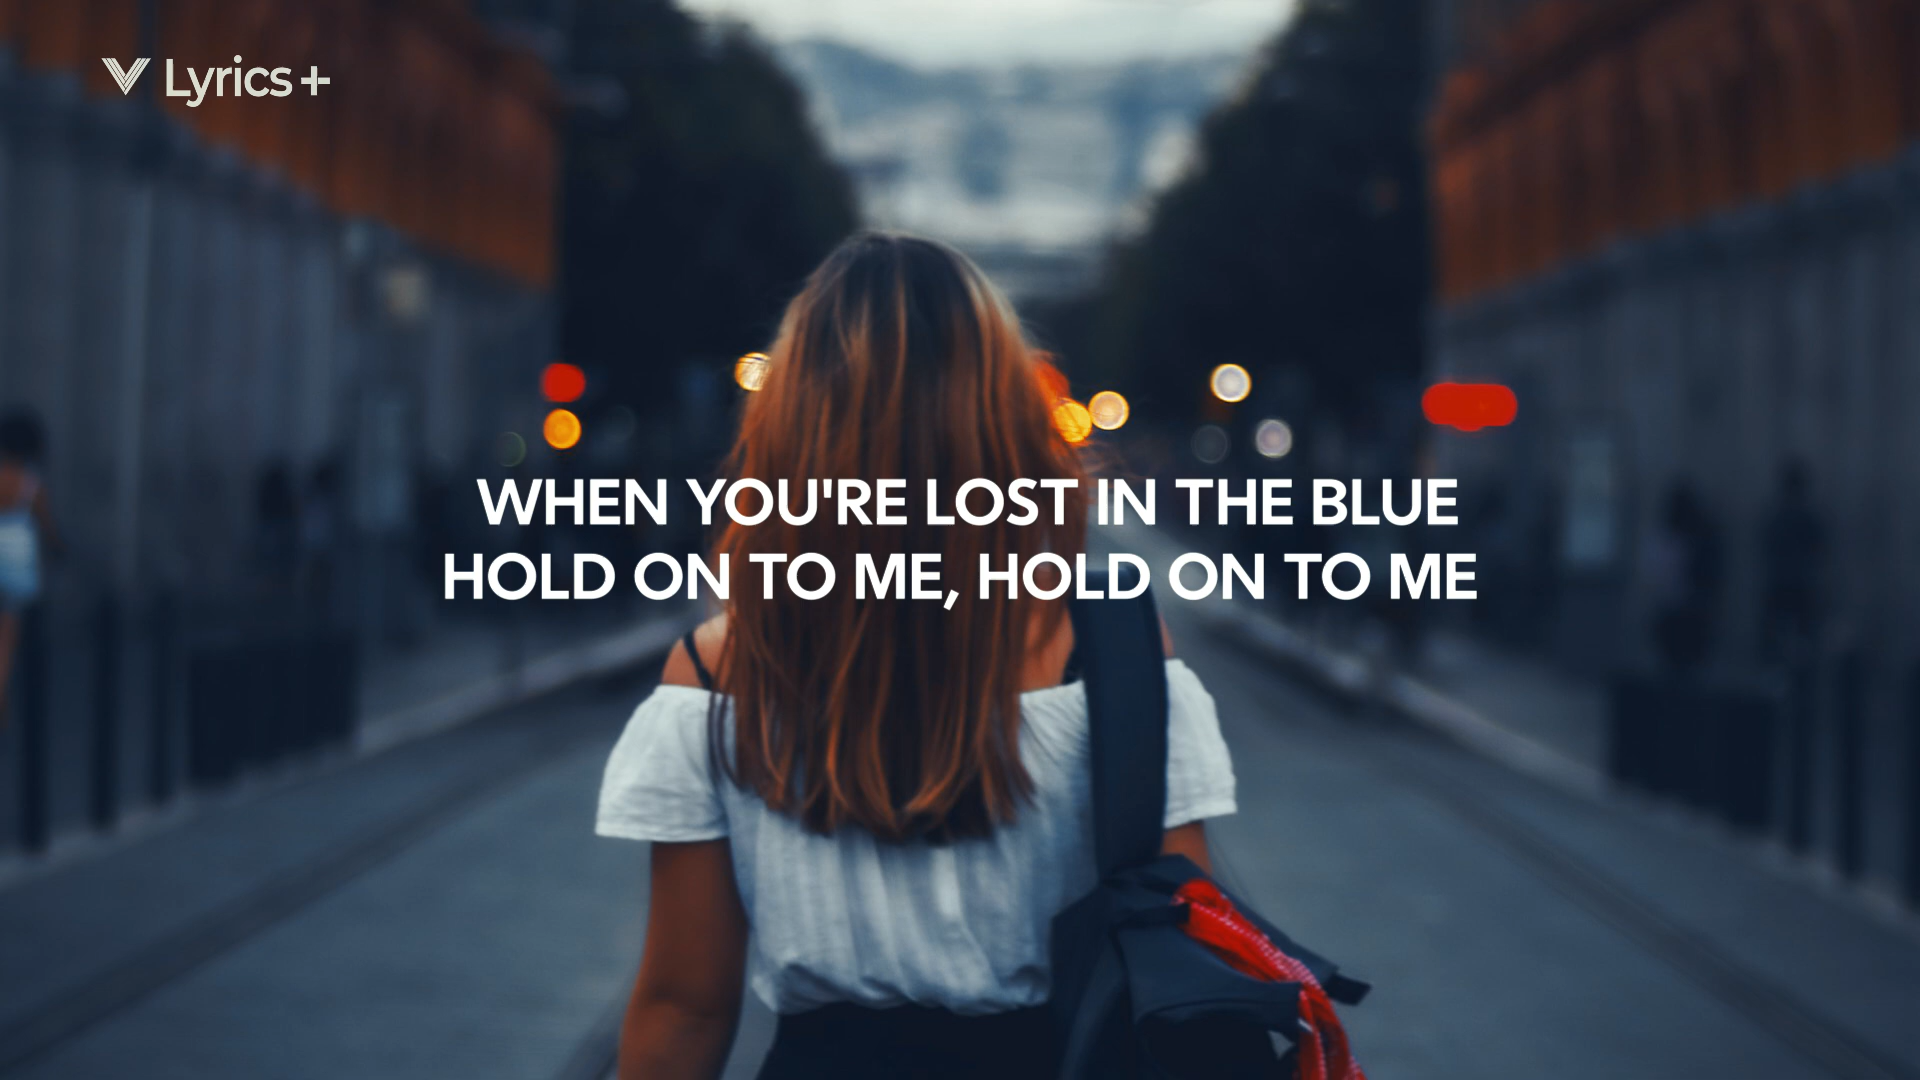 Lyrics+
WHEN YOU'RE LOST IN THE BLUE
HOLD ON TO ME, HOLD ON TO ME